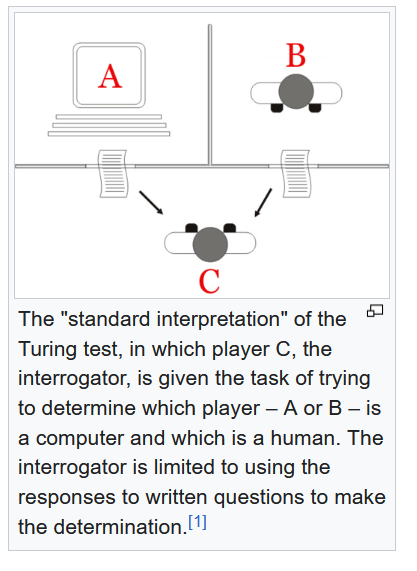 A
B
C
The "standard interpretation" of the
Turing test, in which player C, the
interrogator, is given the task of trying
to determine which player – A or B – is
a computer and which is a human. The
interrogator is limited to using the
responses to written questions to make
the determination.[1]